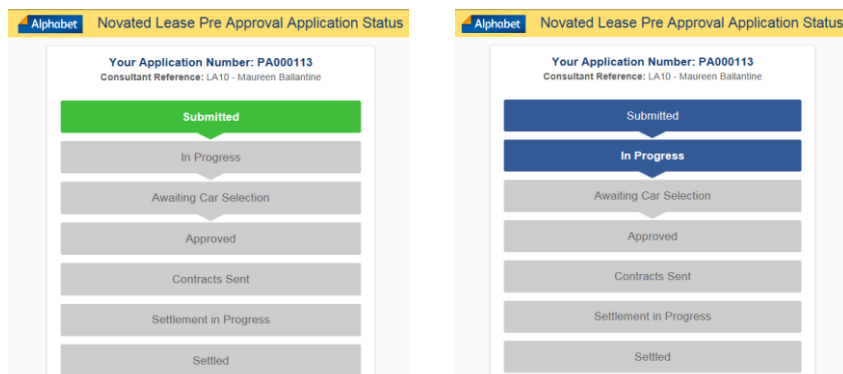 Alphabet Novated Lease Pre Approval Application Status
Your Application Number: PA000113
Consultant Reference: LA10 - Maureen Ballantine
Submitted
In Progress
Awaiting Car Selection
Approved
Contracts Sent
Settlement in Progress
Settled
Alphabet Novated Lease Pre Approval Application Status
Your Application Number: PA000113
Consultant Reference: LA10 - Maureen Ballantine
Submitted
In Progress
Awaiting Car Selection
Approved
Contracts Sent
Settlement in Progress
Settled